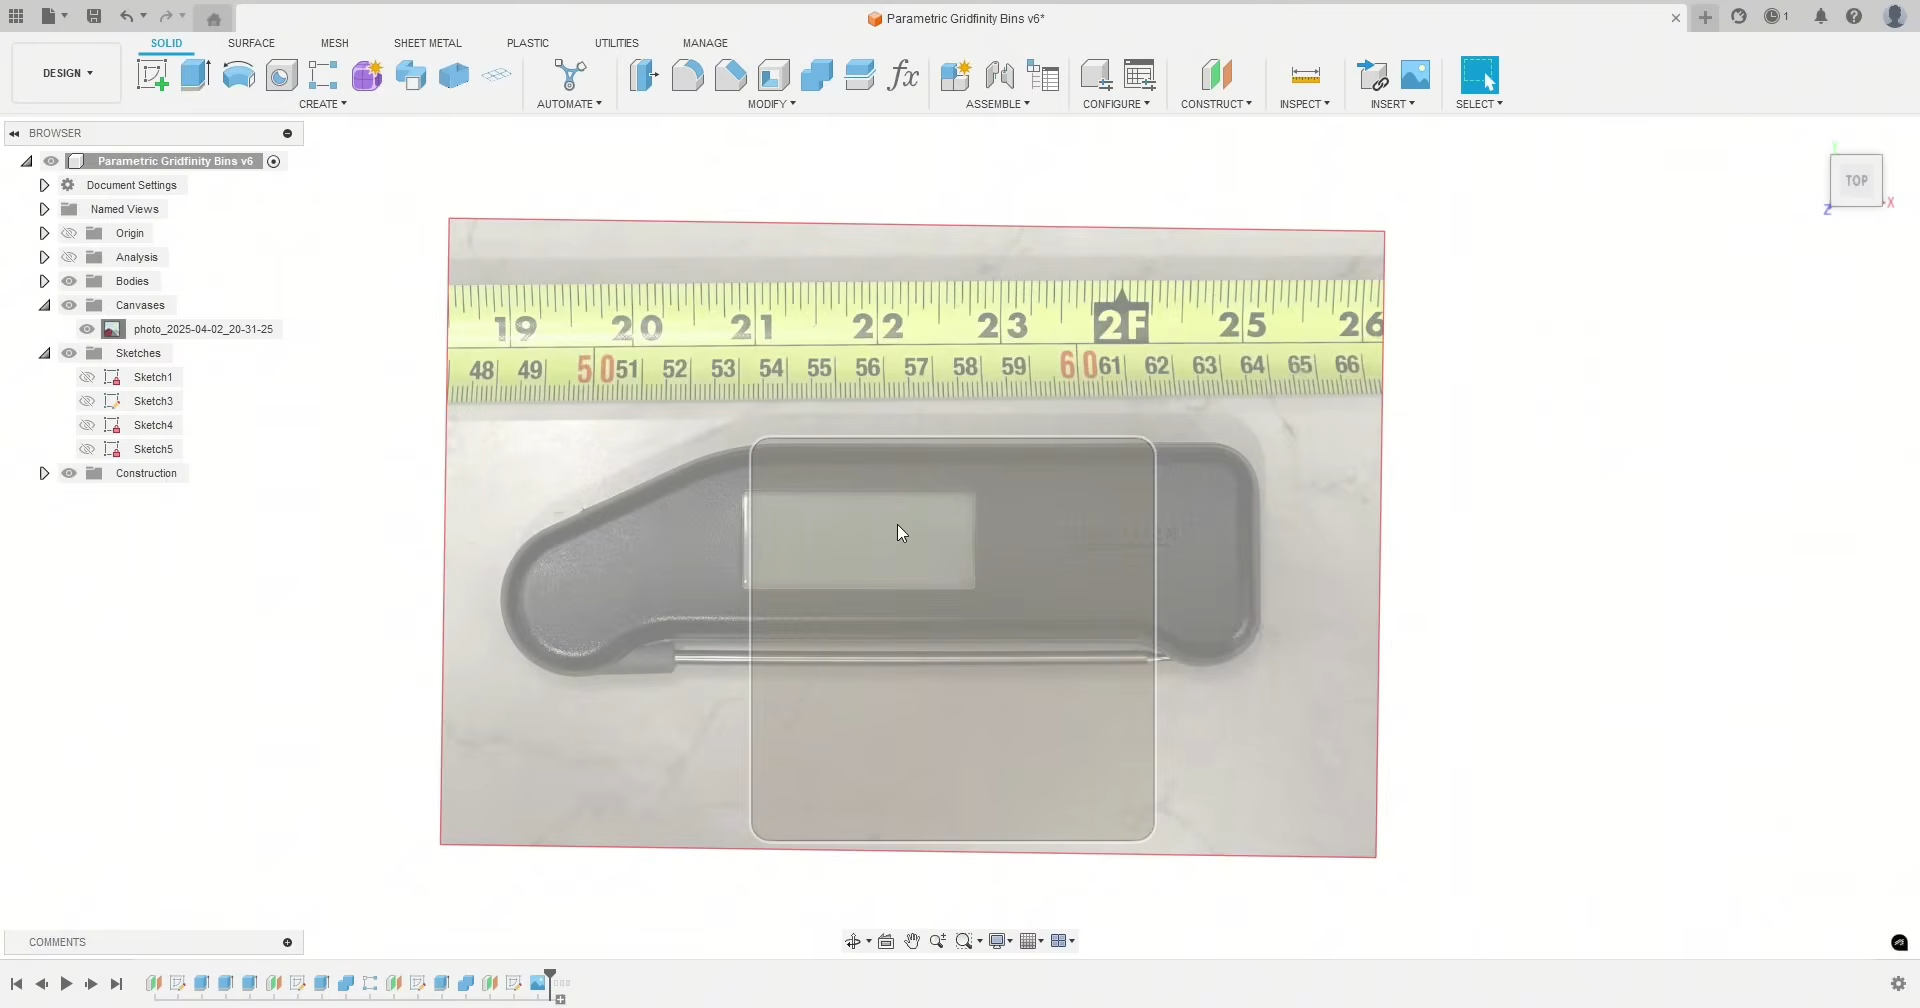 Parametric Gridfinity Bins v6*
1
DESIGN
SOLID SURFACE MESH SHEET METAL PLASTIC UTILITIES MANAGE
fx
CREATE AUTOMATE MODIFY ASSEMBLE CONFIGURE CONSTRUCT INSPECT INSERT SELECT
BROWSER
Parametric Gridfinity Bins v6
Document Settings
Named Views
Origin
Analysis
Bodies
Canvases
photo_2025-04-02_20-31-25
Sketches
Sketch1
Sketch3
Sketch4
Sketch5
Construction
Y
TOP
X
Z
19 20 21 22 23 2F 25 26
48 49 50 51 52 53 54 55 56 57 58 59 60 61 62 63 64 65 66
COMMENTS